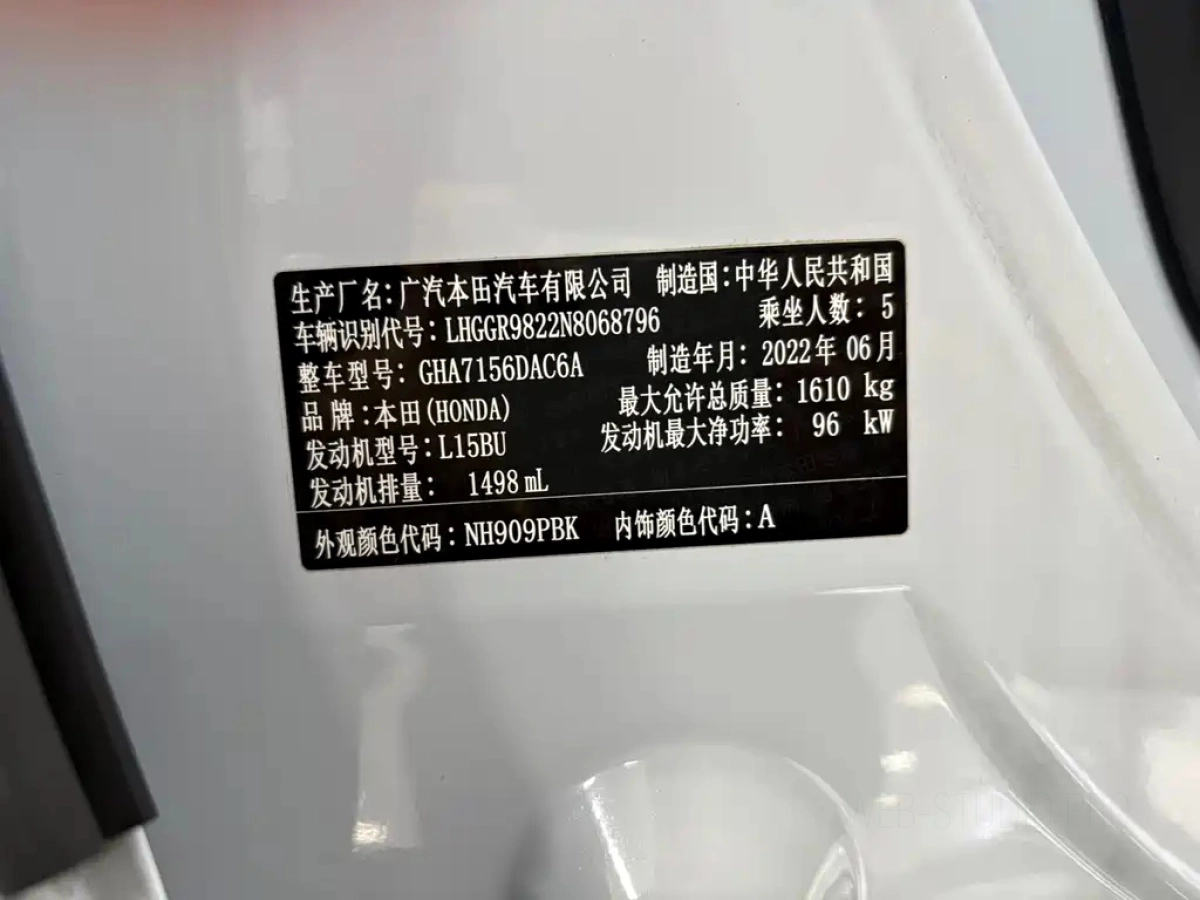 生产厂名:广汽本田汽车有限公司 制造国:中华人民共和国
车辆识别代号:LHGGR9822N8068796 乘坐人数: 5
整车型号: GHA7156DAC6A 制造年月: 2022年 06月
品 牌:本田(HONDA) 最大允许总质量: 1610 kg
发动机型号:L15BU 发动机最大净功率: 96 kW
发动机排量: 1498 mL
外观颜色代码:NH909PBK 内饰颜色代码:A